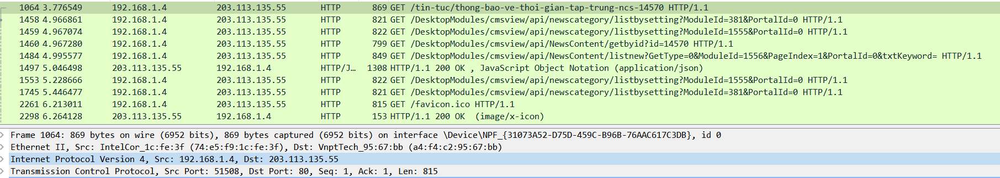 1064 3.776549 192.168.1.4 203.113.135.55 HTTP 869 GET /tin-tuc/thong-bao-ve-thoi-gian-tap-trung-ncs-14570 HTTP/1.1
1458 4.966861 192.168.1.4 203.113.135.55 HTTP 821 GET /DesktopModules/cmsview/api/newscategory/listbysetting?ModuleId=381&PortalId=0 HTTP/1.1
1459 4.967074 192.168.1.4 203.113.135.55 HTTP 822 GET /DesktopModules/cmsview/api/newscategory/listbysetting?ModuleId=1555&PortalId=0 HTTP/1.1
1460 4.967280 192.168.1.4 203.113.135.55 HTTP 799 GET /DesktopModules/cmsview/api/NewsContent/getbyid?id=14570 HTTP/1.1
1484 4.995577 192.168.1.4 203.113.135.55 HTTP 849 GET /DesktopModules/cmsview/api/NewsContent/listnew?GetType=0&ModuleId=1556&PageIndex=1&PortalId=0&txtKeyword= HTTP/1.1
1497 5.046498 203.113.135.55 192.168.1.4 HTTP/J… 1308 HTTP/1.1 200 OK , JavaScript Object Notation (application/json)
1553 5.228666 192.168.1.4 203.113.135.55 HTTP 822 GET /DesktopModules/cmsview/api/newscategory/listbysetting?ModuleId=1555&PortalId=0 HTTP/1.1
1745 5.446477 192.168.1.4 203.113.135.55 HTTP 821 GET /DesktopModules/cmsview/api/newscategory/listbysetting?ModuleId=381&PortalId=0 HTTP/1.1
2261 6.213011 192.168.1.4 203.113.135.55 HTTP 815 GET /favicon.ico HTTP/1.1
2298 6.264128 203.113.135.55 192.168.1.4 HTTP 153 HTTP/1.1 200 OK (image/x-icon)
Frame 1064: 869 bytes on wire (6952 bits), 869 bytes captured (6952 bits) on interface \Device\NPF_{31073A52-D75D-459C-B96B-76AAC617C3DB}, id 0
Ethernet II, Src: IntelCor_1c:fe:3f (74:e5:f9:1c:fe:3f), Dst: VnptTech_95:67:bb (a4:f4:c2:95:67:bb)
Internet Protocol Version 4, Src: 192.168.1.4, Dst: 203.113.135.55
Transmission Control Protocol, Src Port: 51508, Dst Port: 80, Seq: 1, Ack: 1, Len: 815